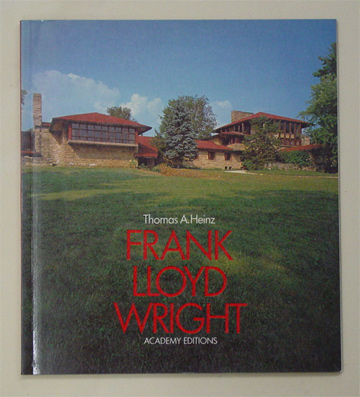 Thomas A. Heinz
FRANK
LLOYD
WRIGHT
ACADEMY EDITIONS